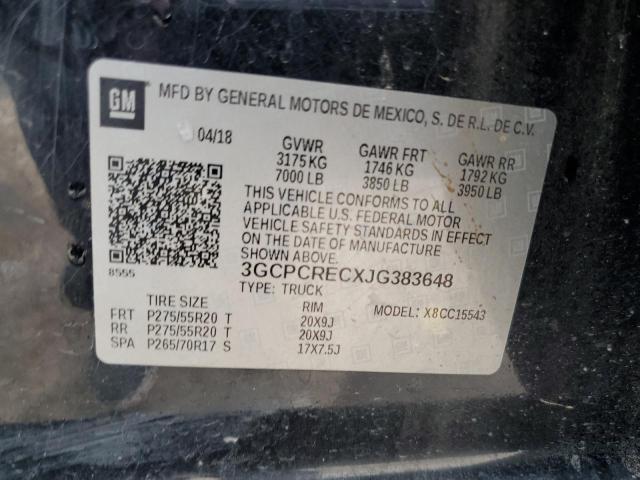 GM
MFD BY GENERAL MOTORS DE MEXICO, S. DE R.L. DE C.V.
04/18 GVWR GAWR FRT GAWR RR
3175 KG 1746 KG 1792 KG
7000 LB 3850 LB 3950 LB
THIS VEHICLE CONFORMS TO ALL
APPLICABLE U.S. FEDERAL MOTOR
VEHICLE SAFETY STANDARDS IN EFFECT
ON THE DATE OF MANUFACTURE
SHOWN ABOVE.
3GCPCRECXJG383648
8555
TYPE: TRUCK
TIRE SIZE RIM MODEL: X8CC15543
FRT P275/55R20 T 20X9J
RR P275/55R20 T 20X9J
SPA P265/70R17 S 17X7.5J